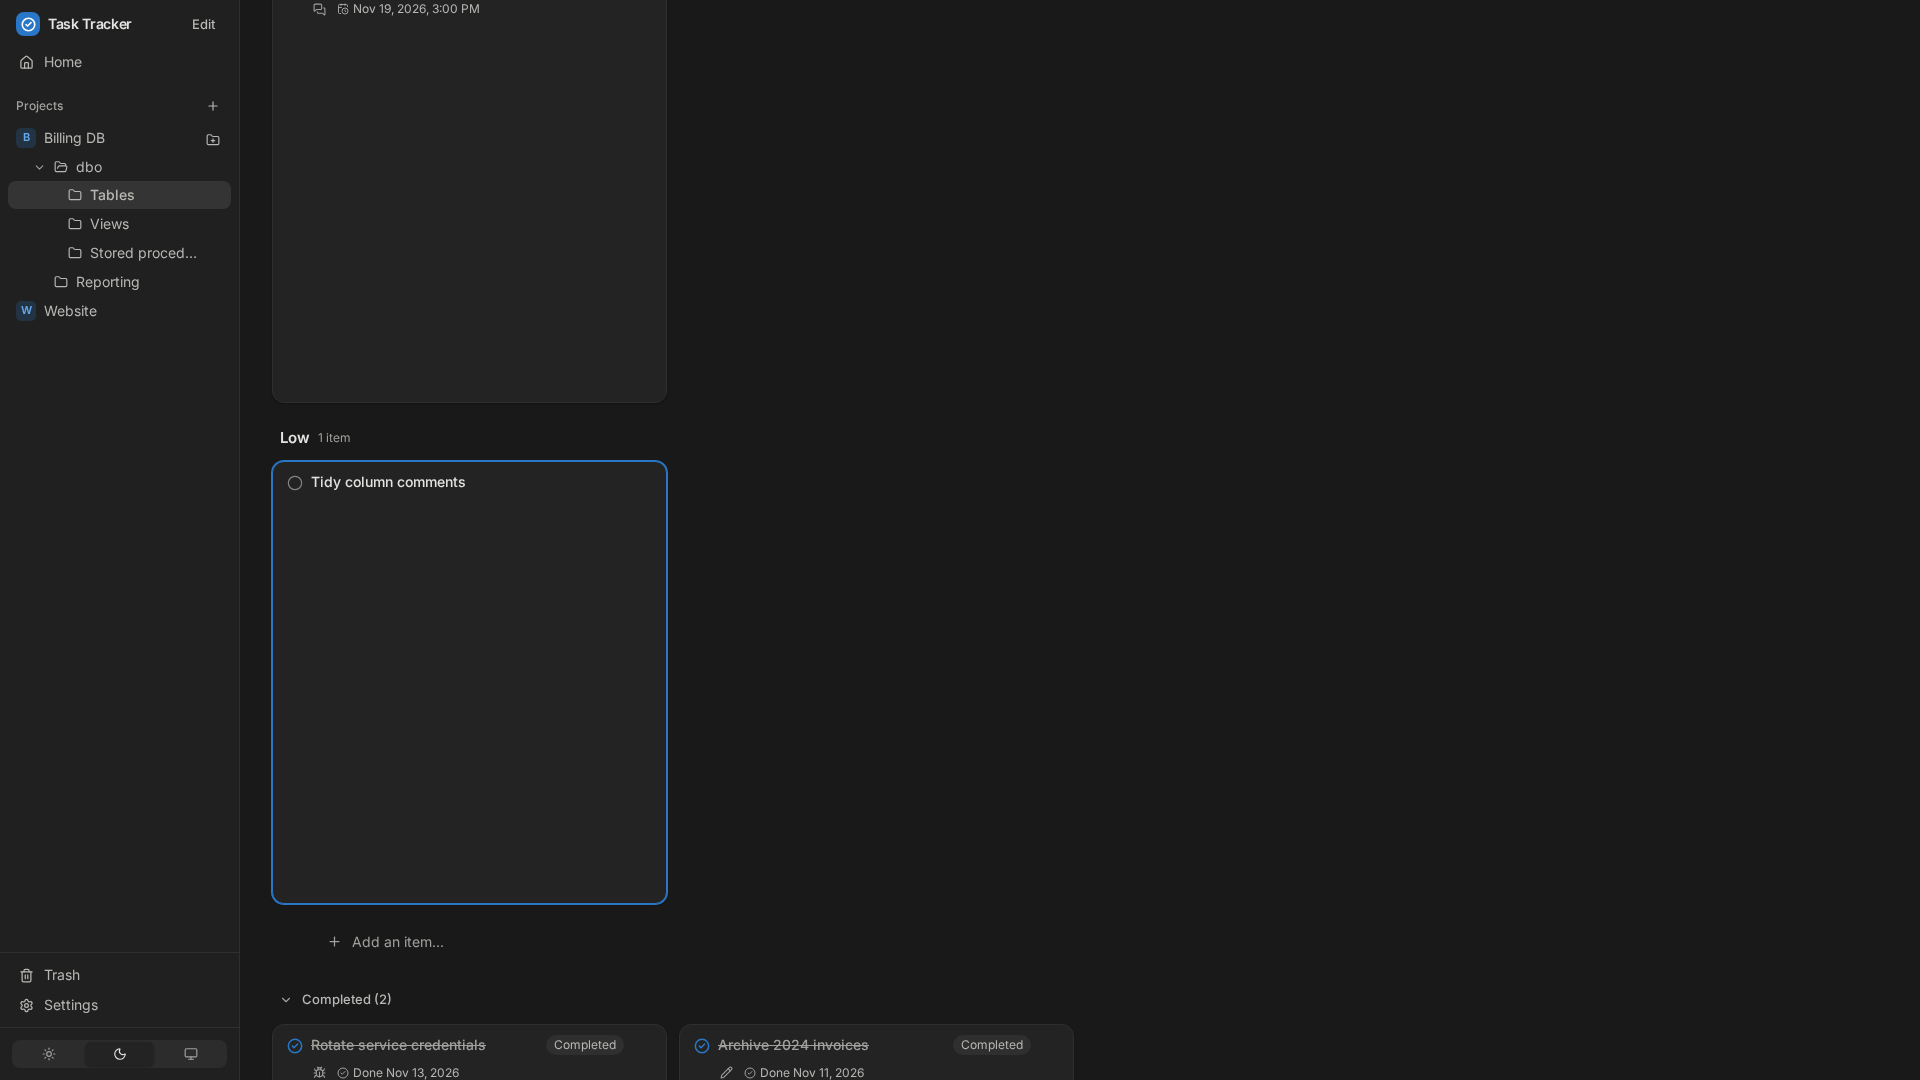 Task Tracker
Edit
Home
Projects
B Billing DB
dbo
Tables
Views
Stored proced...
Reporting
W Website
Trash
Settings
Nov 19, 2026, 3:00 PM
Low 1 item
Tidy column comments
Add an item...
Completed (2)
Rotate service credentials Completed
Done Nov 13, 2026
Archive 2024 invoices Completed
Done Nov 11, 2026